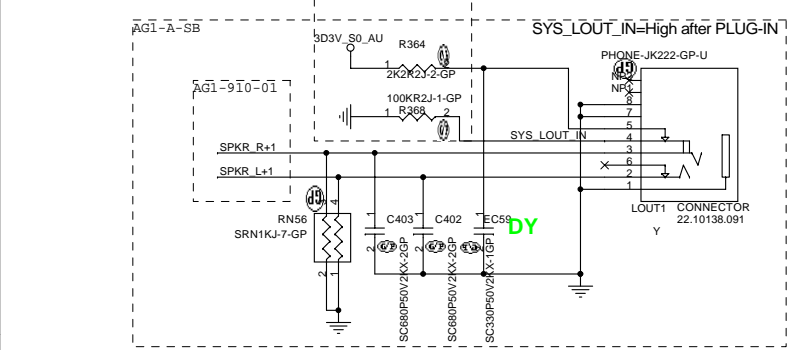 AG1-A-SB
SYS_LOUT_IN=High after PLUG-IN
3D3V_S0_AU
R364
PHONE-JK222-GP-U
1
2K2R2J-2-GP
NP2
NP1
AG1-910-01
100KR2J-1-GP
8
1
R368
2
7
5
SYS_LOUT_IN
4
SPKR_R+1
3
6
SPKR_L+1
2
1
3
4
LOUT1
CONNECTOR
22.10138.091
Y
RN56
SRN1KJ-7-GP
2
1
1
C403
2
SC680P50V2KX-2GP
1
C402
2
SC680P50V2KX-2GP
1
EC59
2
SC330P50V2KX-1GP
DY